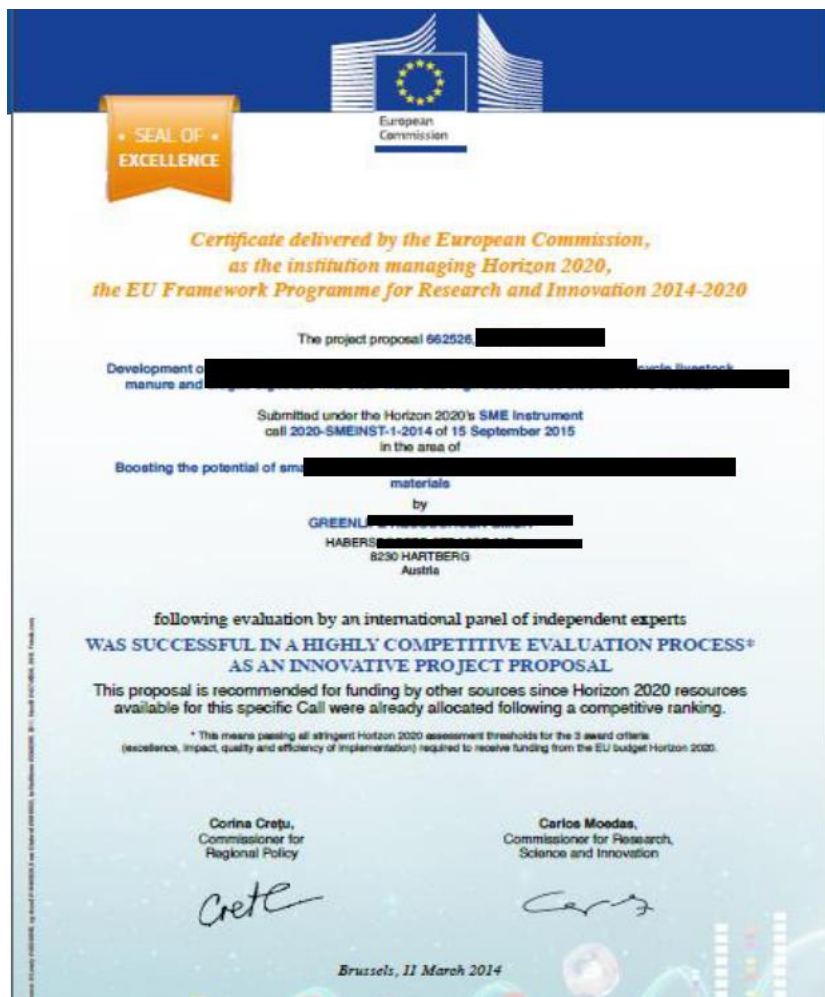 • SEAL OF •
EXCELLENCE
European
Commission
Certificate delivered by the European Commission,
as the institution managing Horizon 2020,
the EU Framework Programme for Research and Innovation 2014-2020
The project proposal 662526,
Development o
manure and
Submitted under the Horizon 2020's SME Instrument
call 2020-SMEINST-1-2014 of 15 September 2015
in the area of
Boosting the potential of sma
materials
by
GREENL
HABERS
8230 HARTBERG
Austria
following evaluation by an international panel of independent experts
WAS SUCCESSFUL IN A HIGHLY COMPETITIVE EVALUATION PROCESS*
AS AN INNOVATIVE PROJECT PROPOSAL
This proposal is recommended for funding by other sources since Horizon 2020 resources
available for this specific Call were already allocated following a competitive ranking.
* This means passing all stringent Horizon 2020 assessment thresholds for the 3 award criteria
(excellence, impact, quality and efficiency of implementation) required to receive funding from the EU budget Horizon 2020.
Corina Crețu,
Commissioner for
Regional Policy
Carlos Moedas,
Commissioner for Research,
Science and Innovation
Brussels, 11 March 2014